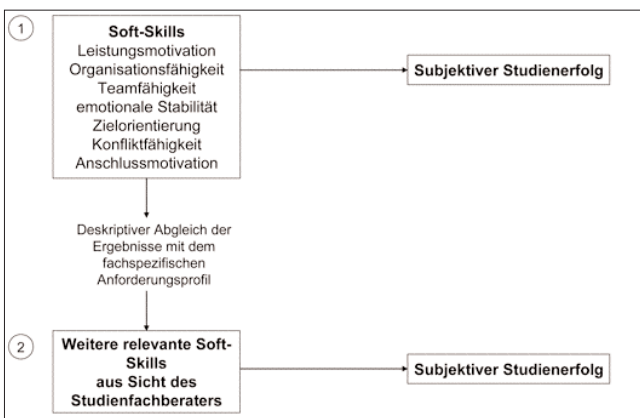 1
Soft-Skills
Leistungsmotivation
Organisationsfähigkeit
Teamfähigkeit
emotionale Stabilität
Zielorientierung
Konfliktfähigkeit
Anschlussmotivation
Subjektiver Studienerfolg
Deskriptiver Abgleich der
Ergebnisse mit dem
fachspezifischen
Anforderungsprofil
2
Weitere relevante Soft-
Skills
aus Sicht des
Studienfachberaters
Subjektiver Studienerfolg